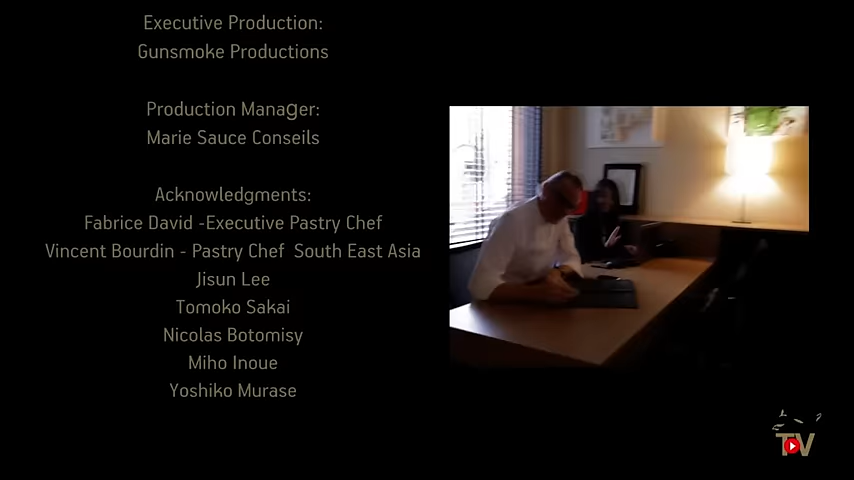 Executive Production:
Gunsmoke Productions
Production Manager:
Marie Sauce Conseils
Acknowledgments:
Fabrice David -Executive Pastry Chef
Vincent Bourdin - Pastry Chef  South East Asia
Jisun Lee
Tomoko Sakai
Nicolas Botomisy
Miho Inoue
Yoshiko Murase
TV